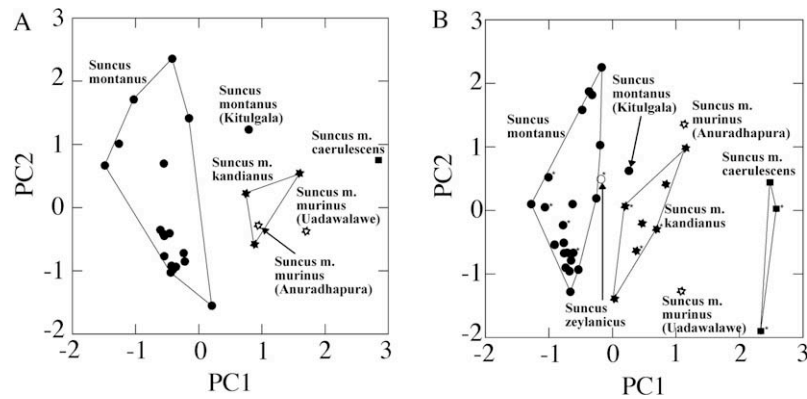 A
3
2
1
0
-1
-2
-2
-1
0
1
2
3
PC2
PC1
Suncus
montanus
Suncus
montanus
(Kitulgala)
Suncus m.
caerulescens
Suncus m.
kandianus
Suncus m.
murinus
(Uadawalawe)
Suncus m.
murinus
(Anuradhapura)
B
3
2
1
0
-1
-2
-2
-1
0
1
2
3
PC1
Suncus
montanus
Suncus
montanus
(Kitulgala)
Suncus m.
murinus
(Anuradhapura)
Suncus m.
caerulescens
Suncus m.
kandianus
Suncus
zeylanicus
Suncus m.
murinus
(Uadawalawe)